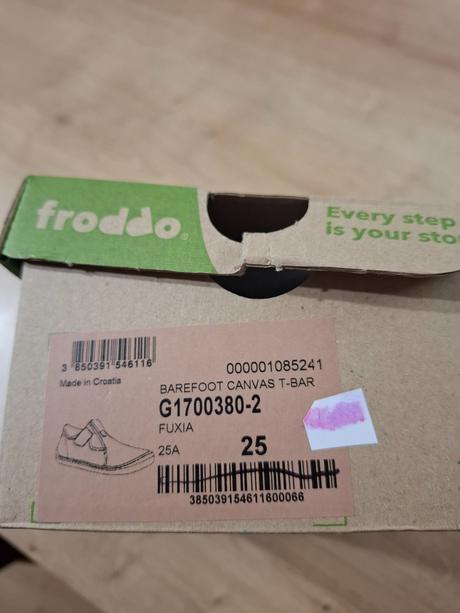 froddo
Every step
is your sto
3 850391 546116
Made in Croatia
000001085241
BAREFOOT CANVAS T-BAR
G1700380-2
FUXIA
25A
25
385039154611600066